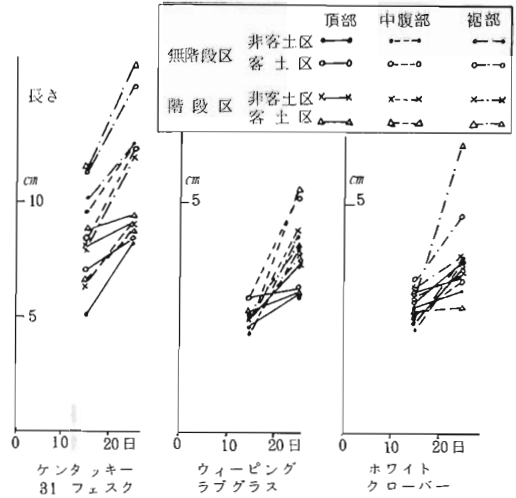 頂部 中腹部 裾部
無階段区 非客土区
客土区
階段区 非客土区
客土区
長さ
cm
10
5
0 10 20日
ケンタッキー
31 フェスク
cm
5
0 10 20日
ウィーピング
ラブグラス
cm
5
0 10 20日
ホワイト
クローバー